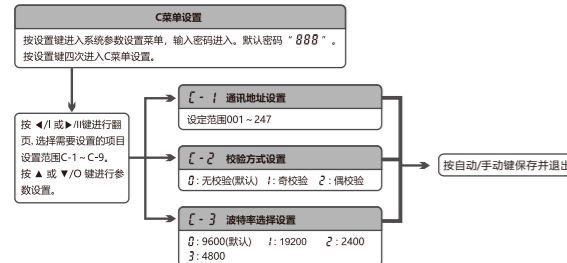 C菜单设置
按设置键进入系统参数设置菜单，输入密码进入。默认密码“888”。
按设置键四次进入C菜单设置。
按 ◀/I 或▶/II键进行翻
页,选择需要设置的项目
设置范围C-1～C-9。
按 ▲ 或 ▼/O 键进行参
数设置。
C-1 通讯地址设置
设定范围001～247
C-2 校验方式设置
0:无校验(默认) 1:奇校验 2:偶校验
C-3 波特率选择设置
0:9600(默认) 1:19200 2:2400
3:4800
按自动/手动键保存并退出